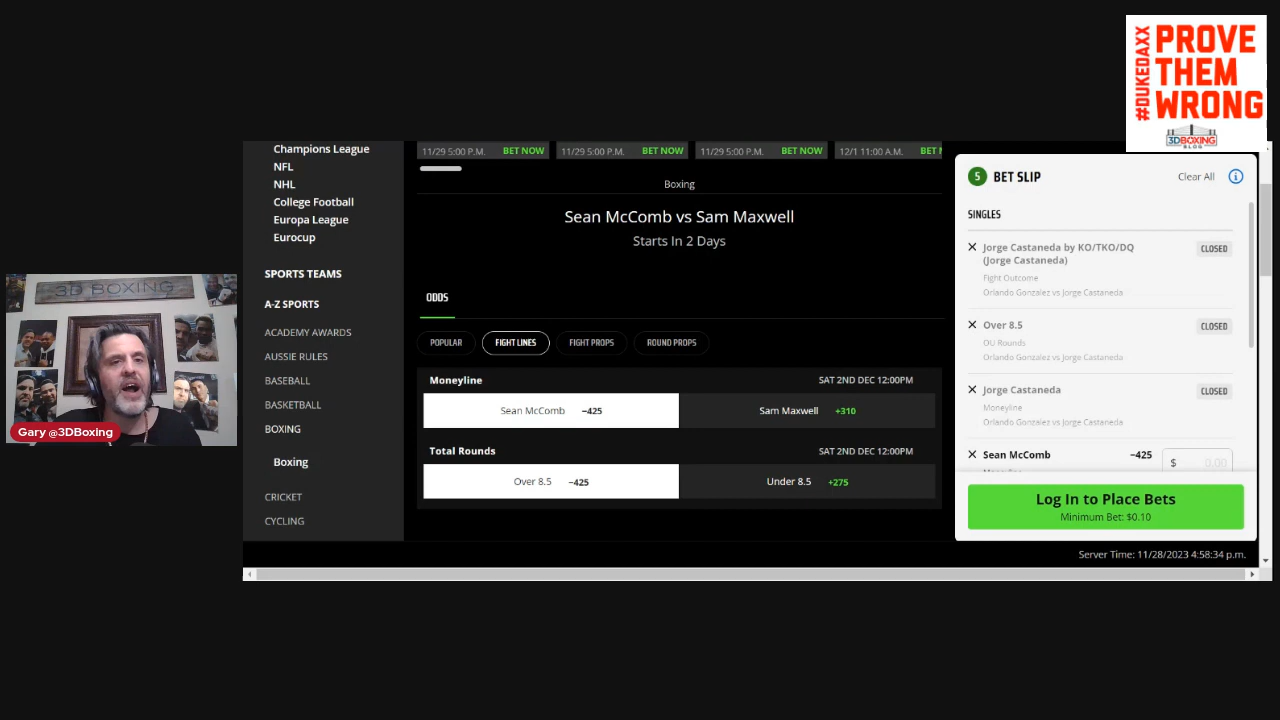 #DUKEDAXX
PROVE
THEM
WRONG
3DBOXING
BLOG
Champions League
NFL
NHL
College Football
Europa League
Eurocup
SPORTS TEAMS
A-Z SPORTS
ACADEMY AWARDS
AUSSIE RULES
BASEBALL
BASKETBALL
BOXING
Boxing
CRICKET
CYCLING
11/29 5:00 P.M. BET NOW
11/29 5:00 P.M. BET NOW
11/29 5:00 P.M. BET NOW
12/1 11:00 A.M. BET N
Boxing
Sean McComb vs Sam Maxwell
Starts In 2 Days
ODDS
POPULAR
FIGHT LINES
FIGHT PROPS
ROUND PROPS
Moneyline SAT 2ND DEC 12:00PM
Sean McComb −425 Sam Maxwell +310
Total Rounds SAT 2ND DEC 12:00PM
Over 8.5 −425 Under 8.5 +275
5 BET SLIP Clear All i
SINGLES
Jorge Castaneda by KO/TKO/DQ
(Jorge Castaneda) CLOSED
Fight Outcome
Orlando Gonzalez vs Jorge Castaneda
Over 8.5 CLOSED
OU Rounds
Orlando Gonzalez vs Jorge Castaneda
Jorge Castaneda CLOSED
Moneyline
Orlando Gonzalez vs Jorge Castaneda
Sean McComb −425 $ 0.00
Log In to Place Bets
Minimum Bet: $0.10
Server Time: 11/28/2023 4:58:34 p.m.
3D BOXING
Gary @3DBoxing